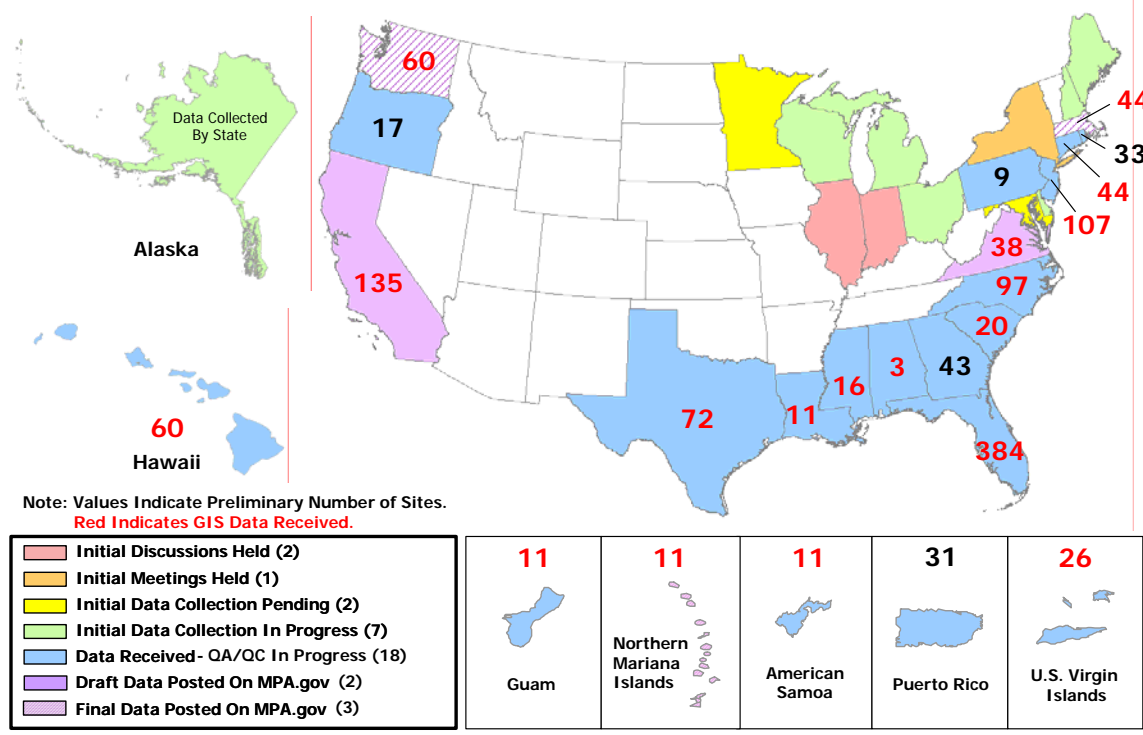 60
Data Collected
By State
17
44
33
9
44
107
Alaska
38
135
97
20
43
3
16
11
72
384
60
Hawaii
Note: Values Indicate Preliminary Number of Sites.
Red Indicates GIS Data Received.
Initial Discussions Held (2)
Initial Meetings Held (1)
Initial Data Collection Pending (2)
Initial Data Collection In Progress (7)
Data Received- QA/QC In Progress (18)
Draft Data Posted On MPA.gov (2)
Final Data Posted On MPA.gov (3)
11
Guam
11
Northern
Mariana
Islands
11
American
Samoa
31
Puerto Rico
26
U.S. Virgin
Islands